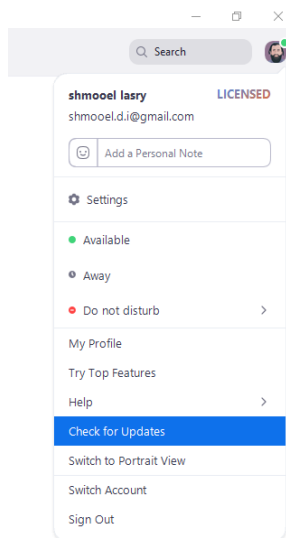 Search
shmooel lasry LICENSED
shmooel.d.i@gmail.com
Add a Personal Note
Settings
Available
Away
Do not disturb
My Profile
Try Top Features
Help
Check for Updates
Switch to Portrait View
Switch Account
Sign Out